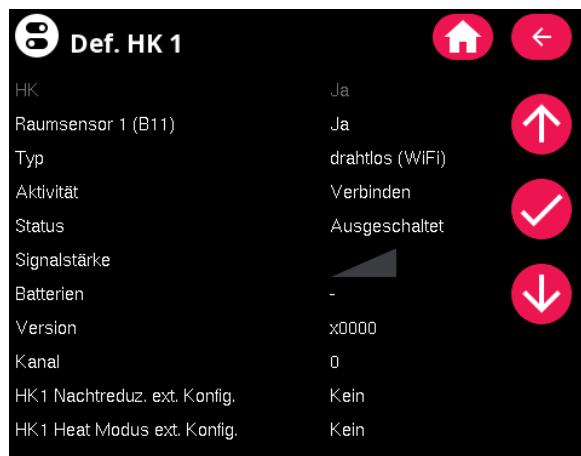 Def. HK 1
HK Ja
Raumsensor 1 (B11) Ja
Typ drahtlos (WiFi)
Aktivität Verbinden
Status Ausgeschaltet
Signalstärke
Batterien -
Version x0000
Kanal 0
HK1 Nachtreduz. ext. Konfig. Kein
HK1 Heat Modus ext. Konfig. Kein